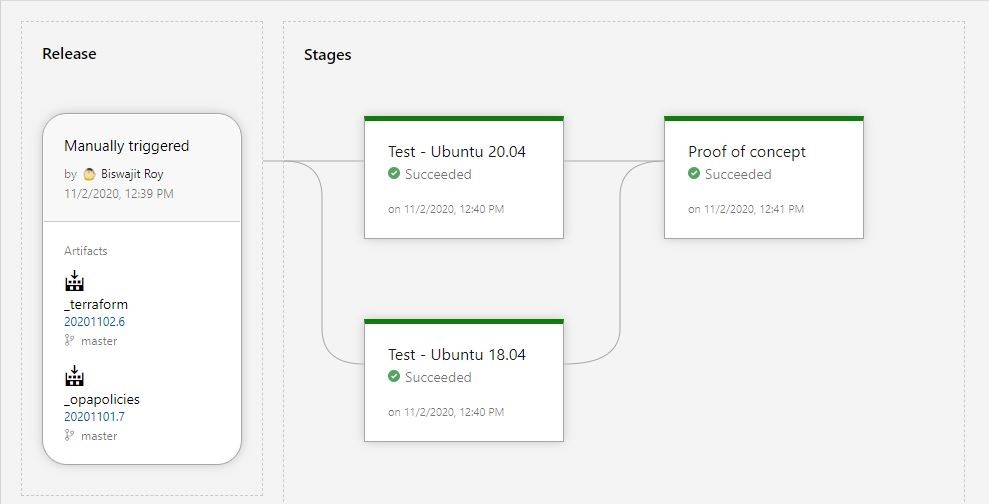 Release
Manually triggered
by Biswajit Roy
11/2/2020, 12:39 PM
Artifacts
_terraform
20201102.6
master
_opapolicies
20201101.7
master
Stages
Test - Ubuntu 20.04
Succeeded
on 11/2/2020, 12:40 PM
Test - Ubuntu 18.04
Succeeded
on 11/2/2020, 12:40 PM
Proof of concept
Succeeded
on 11/2/2020, 12:41 PM